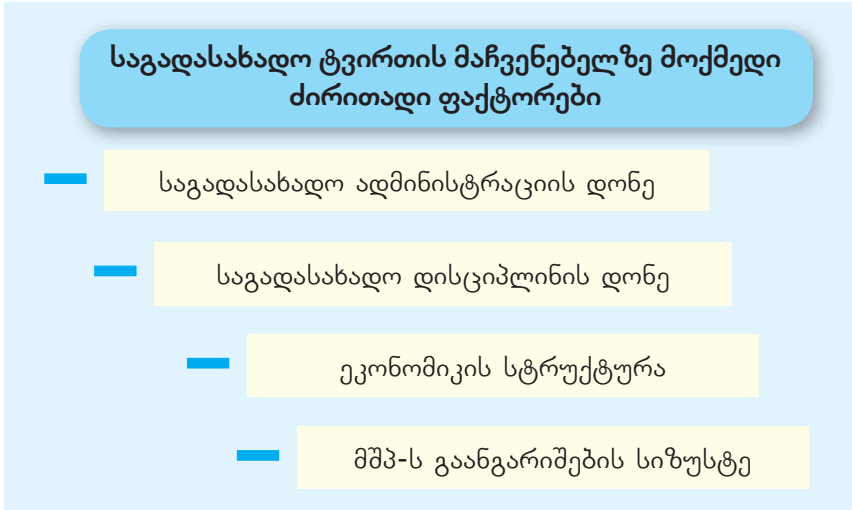 საგადასახადო ტვირთის მაჩვენებელზე მოქმედი
ძირითადი ფაქტორები
საგადასახადო ადმინისტრაციის დონე
საგადასახადო დისციპლინის დონე
ეკონომიკის სტრუქტურა
მშპ-ს გაანგარიშების სიზუსტე